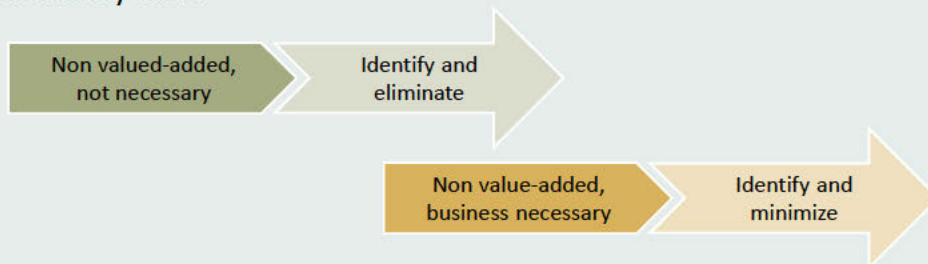 Non valued-added,
not necessary
Identify and
eliminate
Non value-added,
business necessary
Identify and
minimize